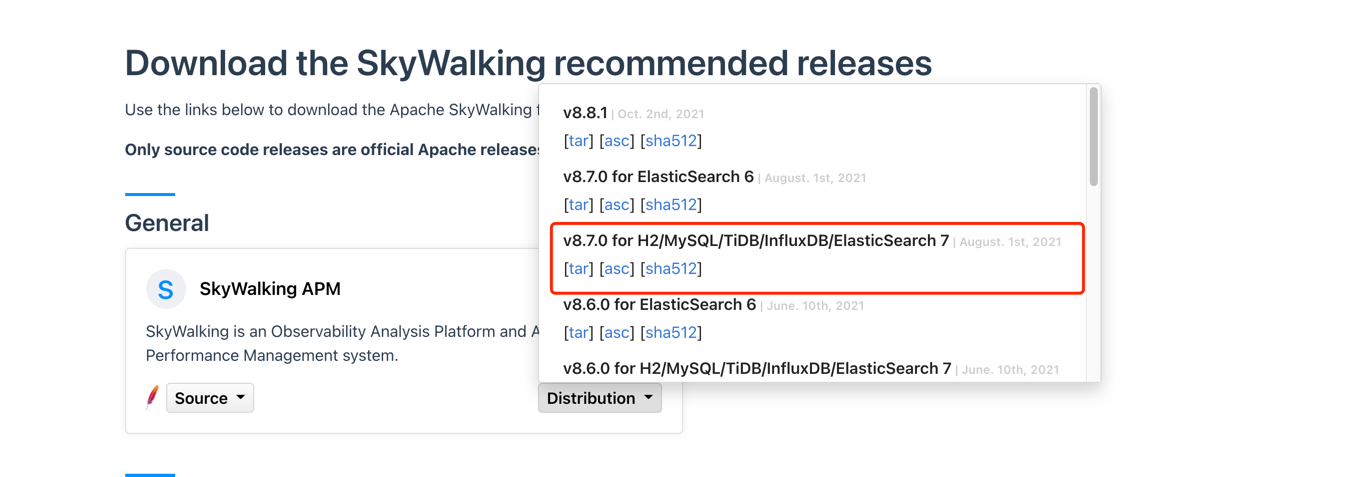 Download the SkyWalking recommended releases
Use the links below to download the Apache SkyWalking
Only source code releases are official Apache releases
General
S
SkyWalking APM
SkyWalking is an Observability Analysis Platform and A
Performance Management system.
Source
Distribution
v8.8.1 | Oct. 2nd, 2021
[tar] [asc] [sha512]
v8.7.0 for ElasticSearch 6 | August. 1st, 2021
[tar] [asc] [sha512]
v8.7.0 for H2/MySQL/TiDB/InfluxDB/ElasticSearch 7 | August. 1st, 2021
[tar] [asc] [sha512]
v8.6.0 for ElasticSearch 6 | June. 10th, 2021
[tar] [asc] [sha512]
v8.6.0 for H2/MySQL/TiDB/InfluxDB/ElasticSearch 7 | June. 10th, 2021